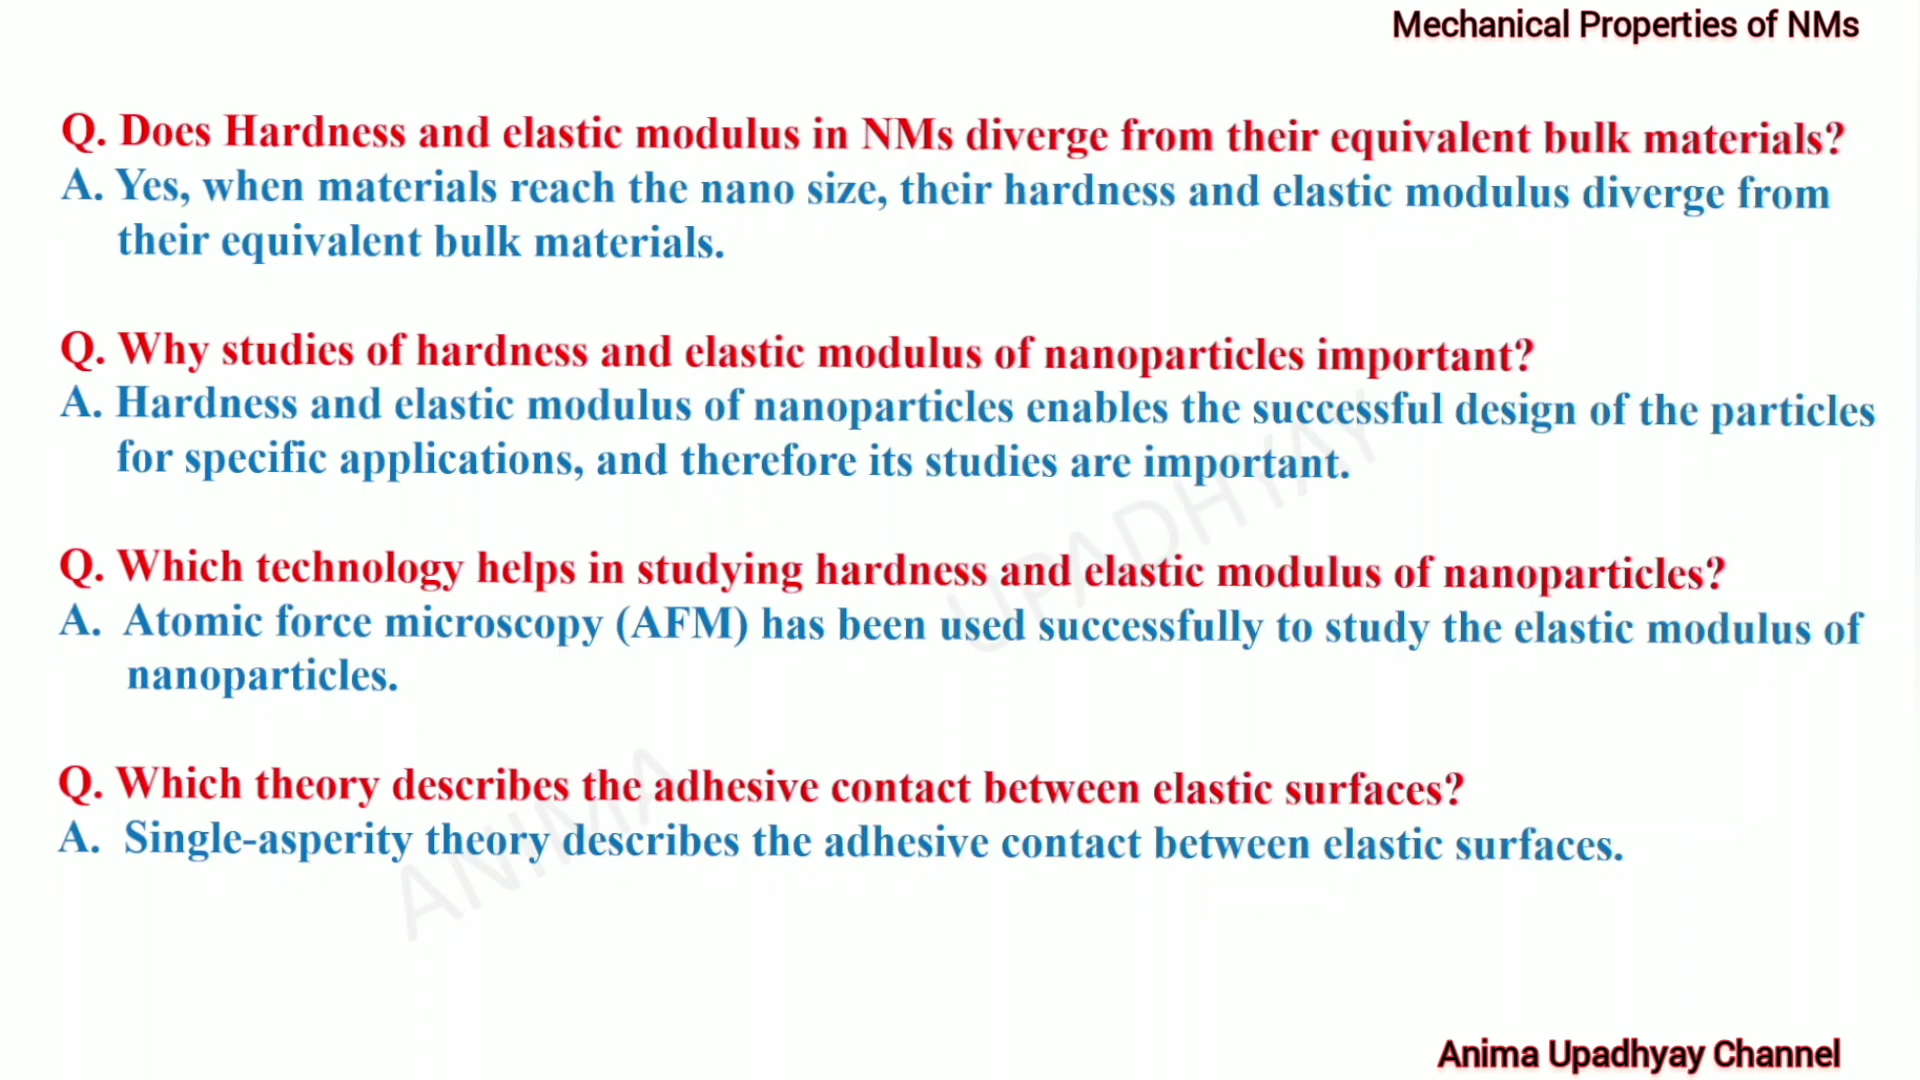 Mechanical Properties of NMs
Q. Does Hardness and elastic modulus in NMs diverge from their equivalent bulk materials?
A. Yes, when materials reach the nano size, their hardness and elastic modulus diverge from
their equivalent bulk materials.
Q. Why studies of hardness and elastic modulus of nanoparticles important?
A. Hardness and elastic modulus of nanoparticles enables the successful design of the particles
for specific applications, and therefore its studies are important.
Q. Which technology helps in studying hardness and elastic modulus of nanoparticles?
A. Atomic force microscopy (AFM) has been used successfully to study the elastic modulus of
nanoparticles.
Q. Which theory describes the adhesive contact between elastic surfaces?
A. Single-asperity theory describes the adhesive contact between elastic surfaces.
ANIMA UPADHYAY
Anima Upadhyay Channel